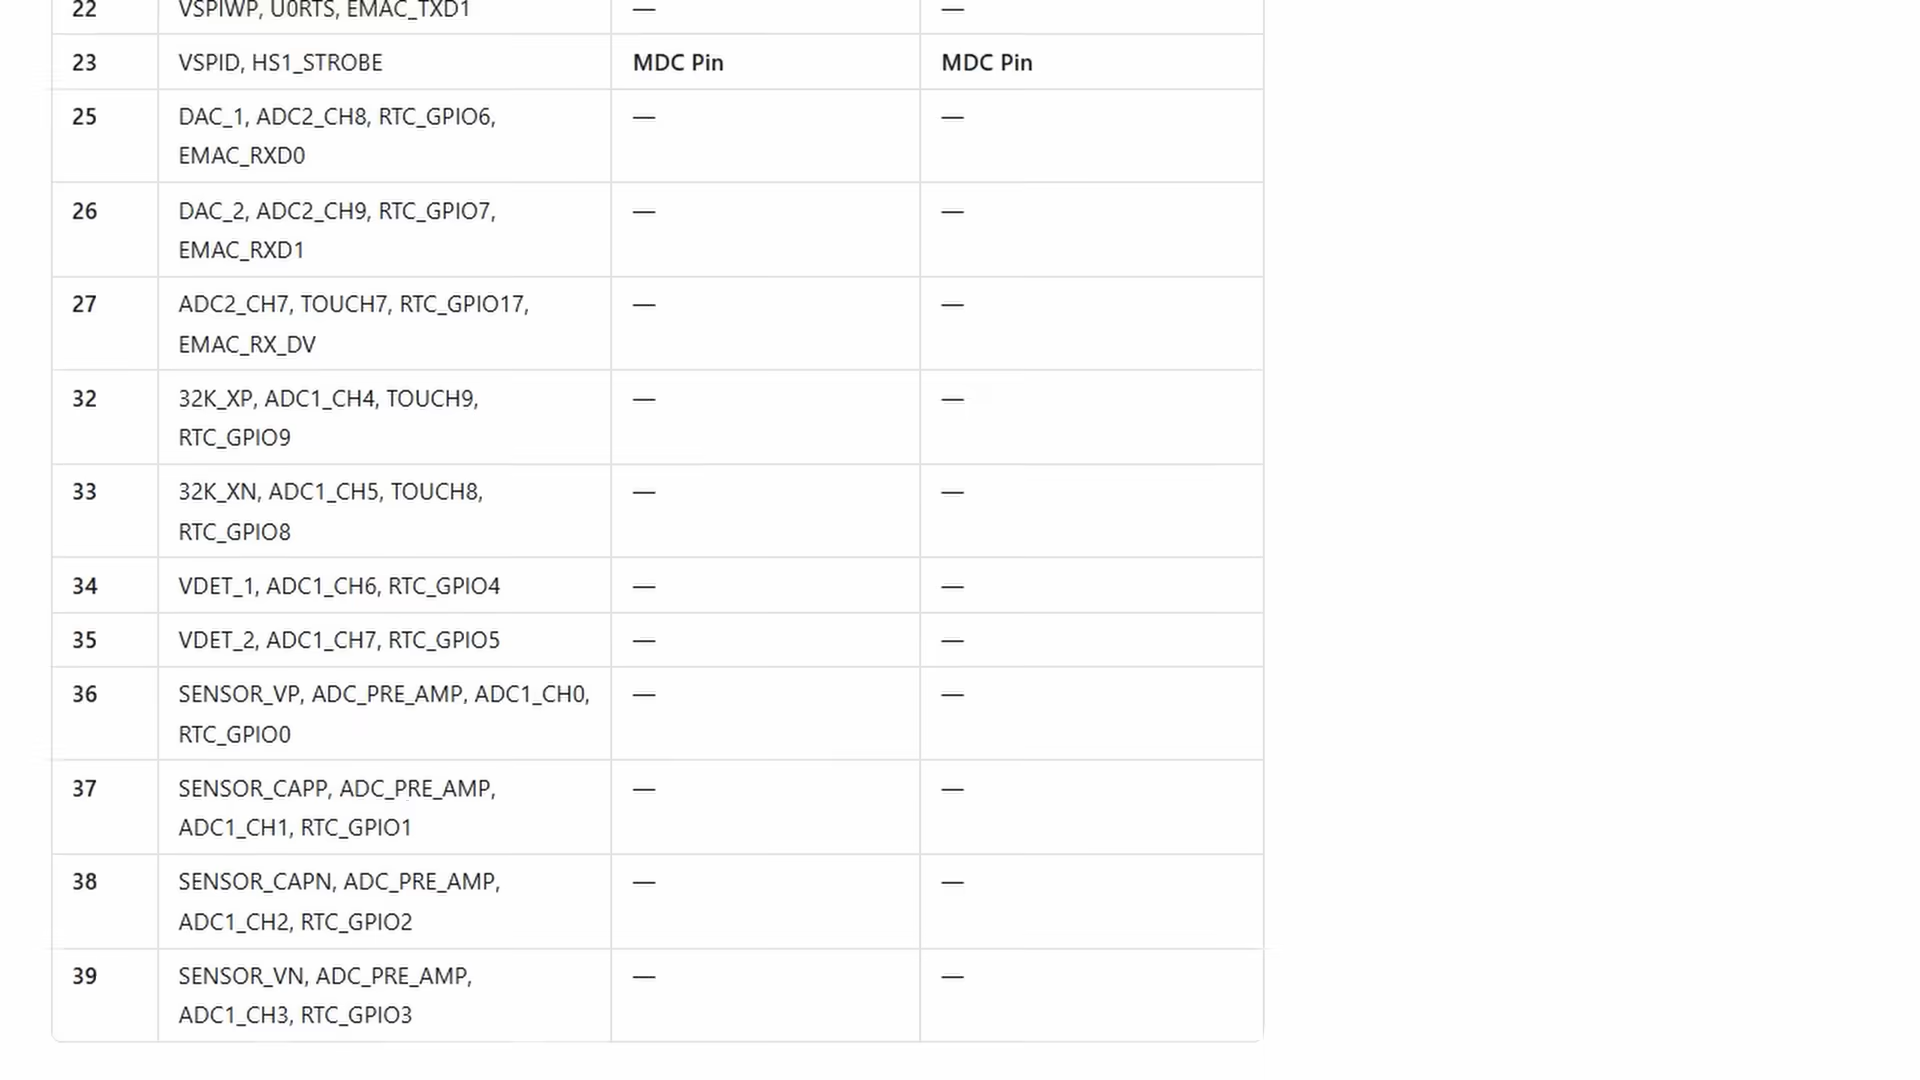 22 VSPIWP, U0RTS, EMAC_TXD1 — —
23 VSPID, HS1_STROBE MDC Pin MDC Pin
25 DAC_1, ADC2_CH8, RTC_GPIO6, — —
EMAC_RXD0
26 DAC_2, ADC2_CH9, RTC_GPIO7, — —
EMAC_RXD1
27 ADC2_CH7, TOUCH7, RTC_GPIO17, — —
EMAC_RX_DV
32 32K_XP, ADC1_CH4, TOUCH9, — —
RTC_GPIO9
33 32K_XN, ADC1_CH5, TOUCH8, — —
RTC_GPIO8
34 VDET_1, ADC1_CH6, RTC_GPIO4 — —
35 VDET_2, ADC1_CH7, RTC_GPIO5 — —
36 SENSOR_VP, ADC_PRE_AMP, ADC1_CH0, — —
RTC_GPIO0
37 SENSOR_CAPP, ADC_PRE_AMP, — —
ADC1_CH1, RTC_GPIO1
38 SENSOR_CAPN, ADC_PRE_AMP, — —
ADC1_CH2, RTC_GPIO2
39 SENSOR_VN, ADC_PRE_AMP, — —
ADC1_CH3, RTC_GPIO3